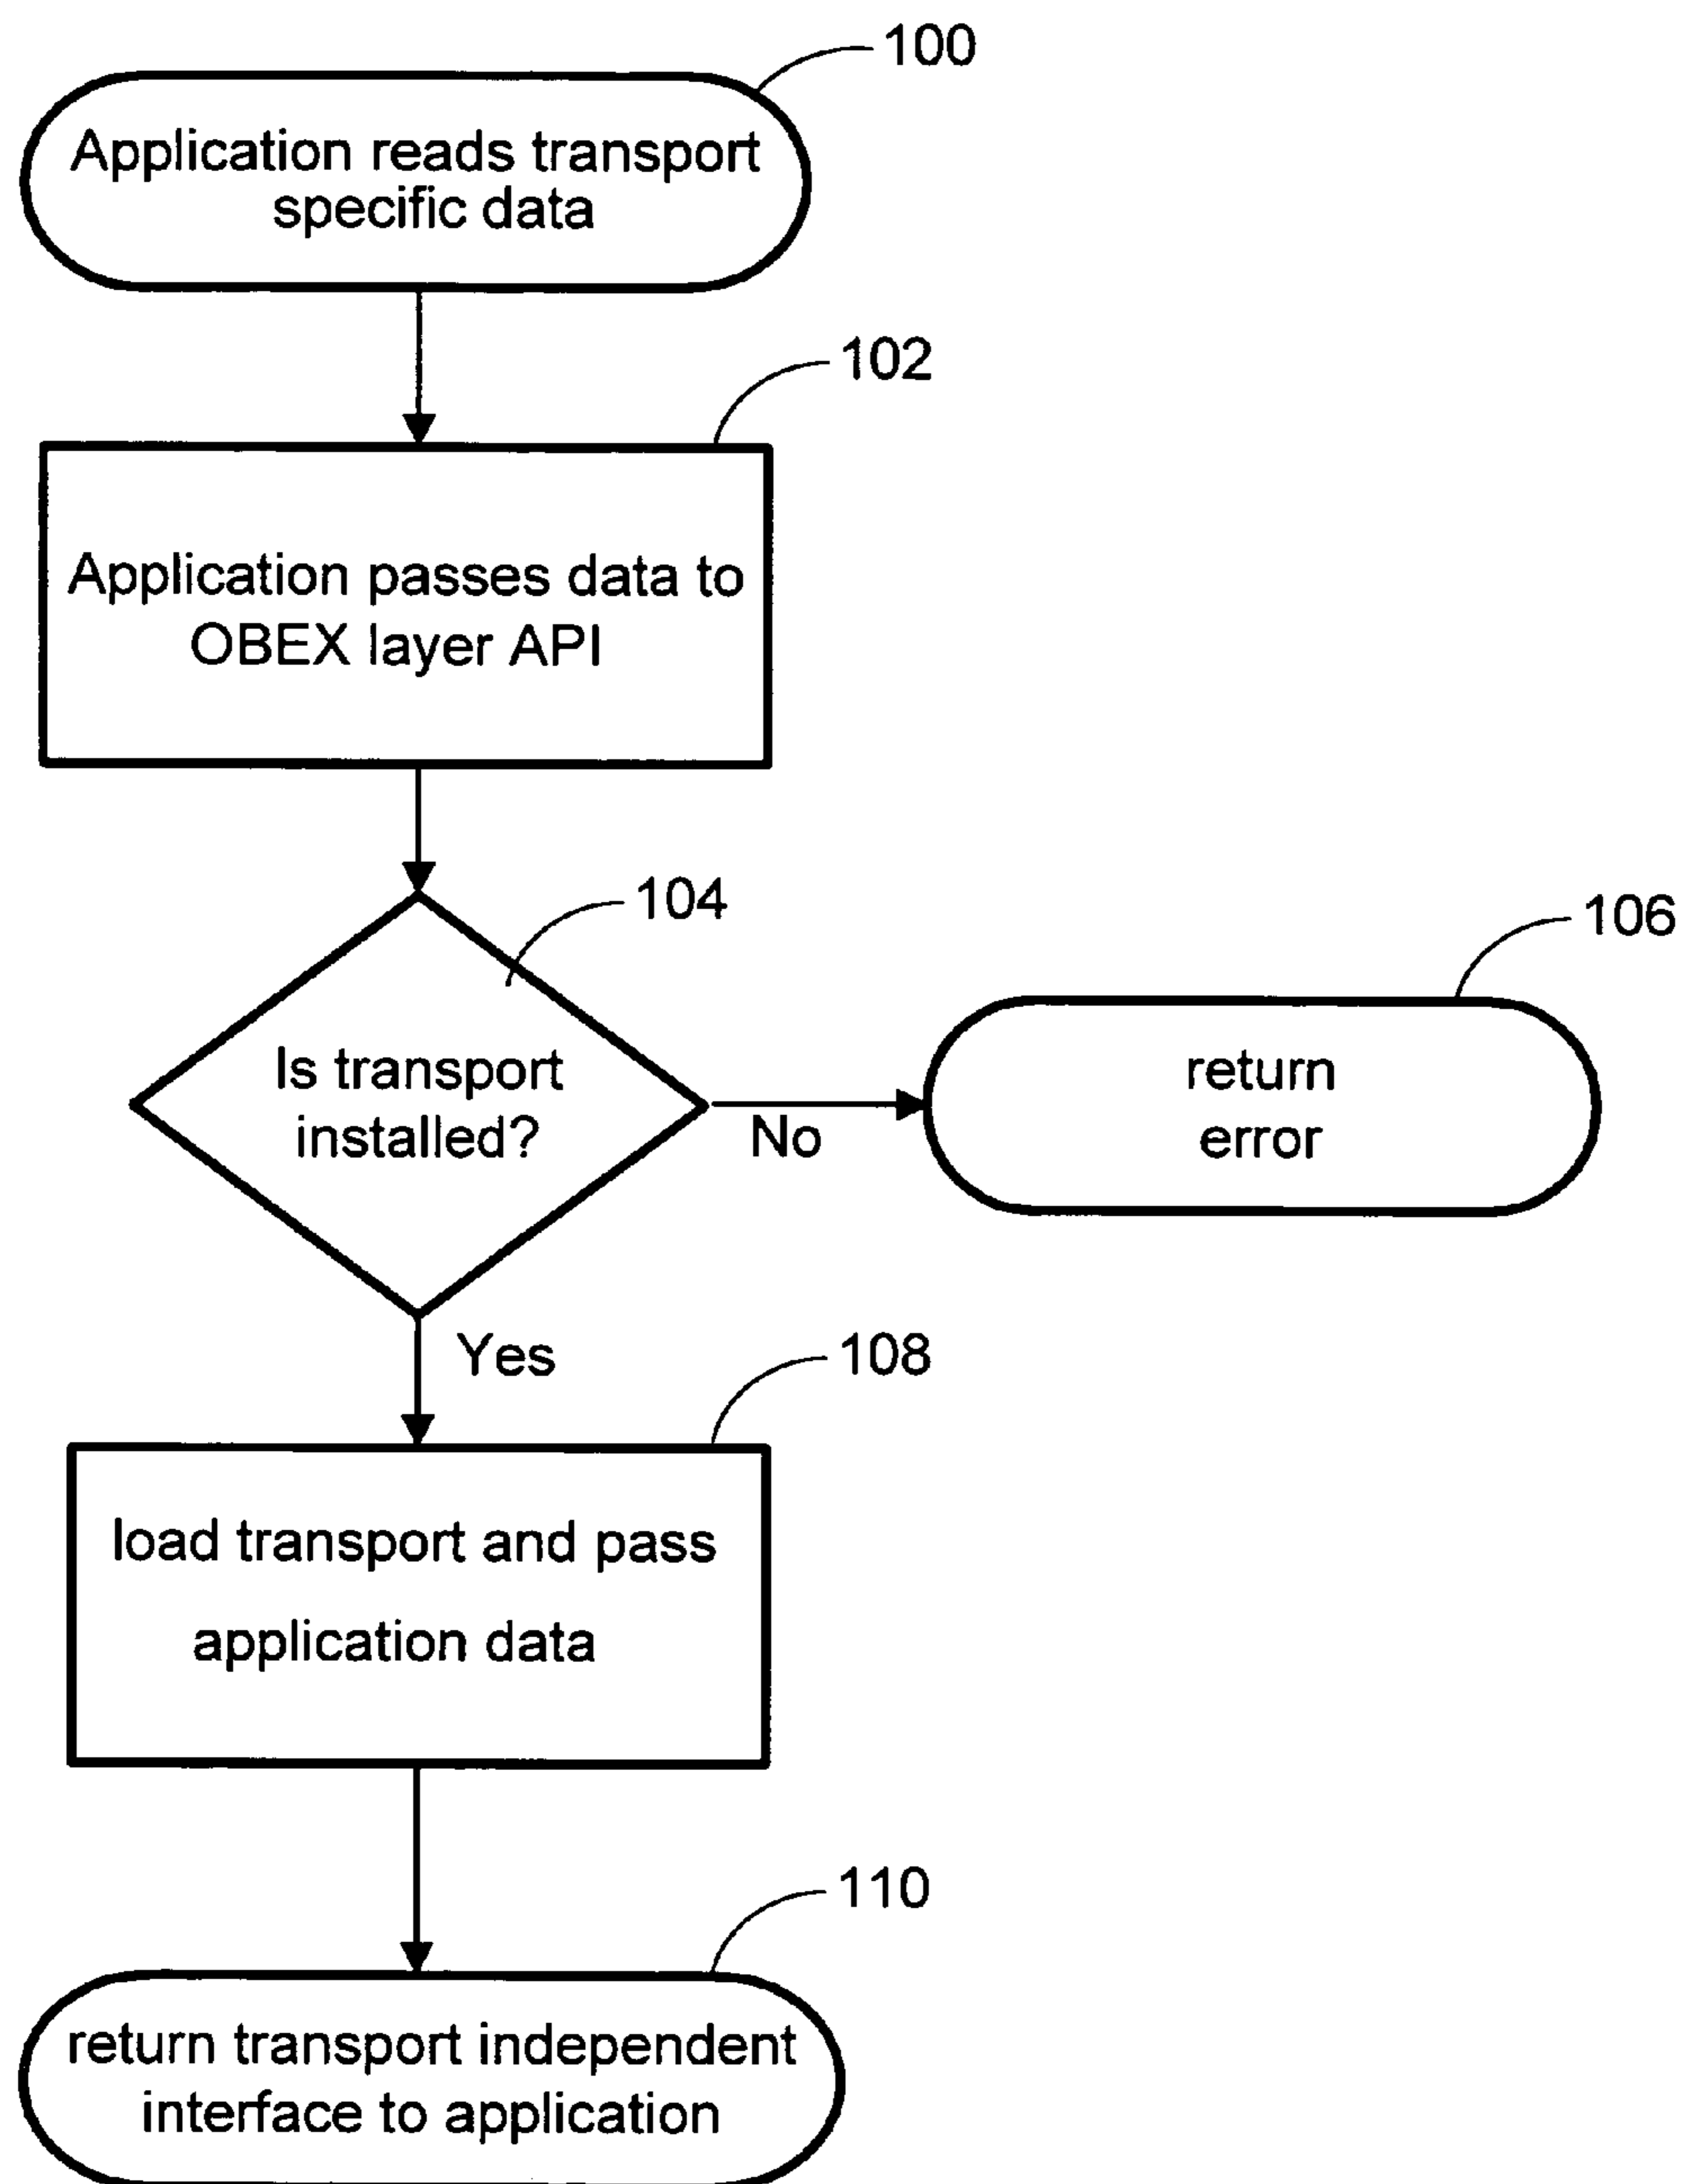 100
Application reads transport
specific data
102
Application passes data to
OBEX layer API
104
Is transport
installed?
No
106
return
error
Yes
108
load transport and pass
application data
110
return transport independent
interface to application